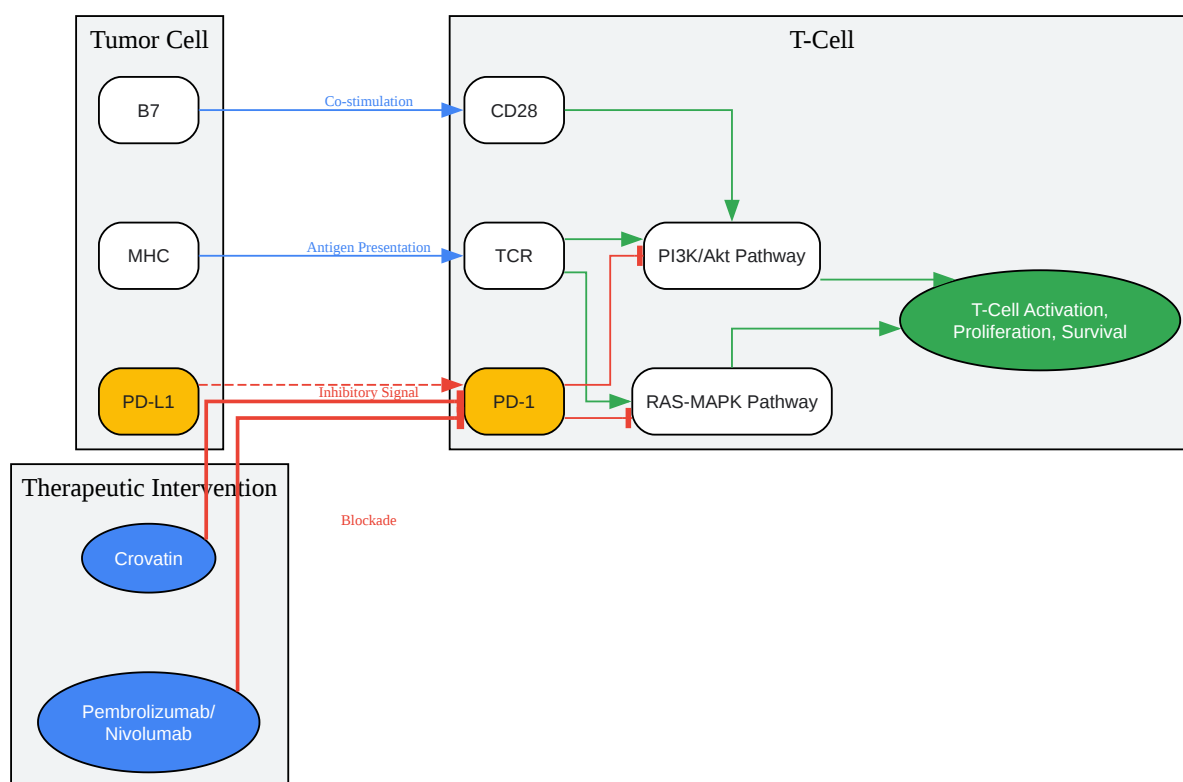 Tumor Cell
T-Cell
B7
Co-stimulation
CD28
MHC
Antigen Presentation
TCR
PI3K/Akt Pathway
T-Cell Activation,
Proliferation, Survival
PD-L1
Inhibitory Signal
PD-1
RAS-MAPK Pathway
Therapeutic Intervention
Blockade
Crovatin
Pembrolizumab/
Nivolumab